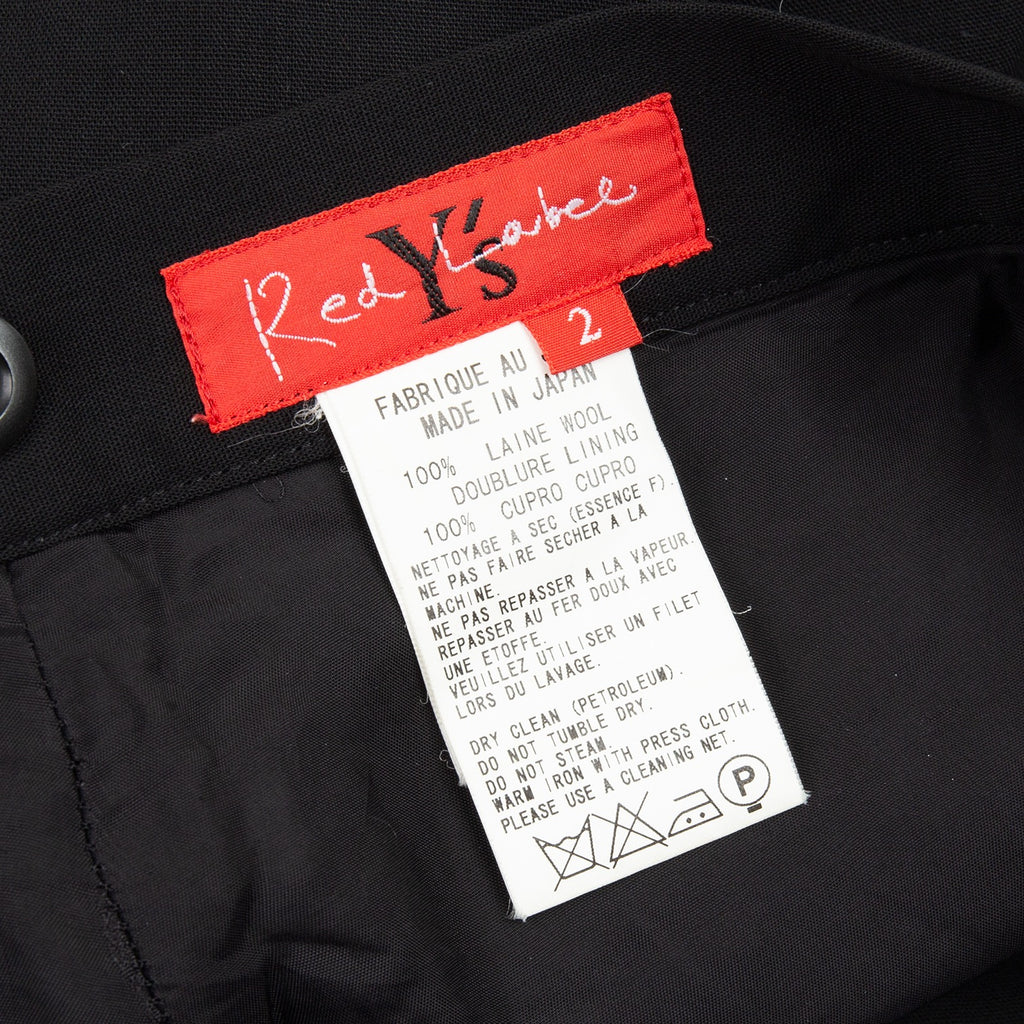 Red Label
Y's
2
FABRIQUE AU
MADE IN JAPAN
100% LAINE WOOL
DOUBLURE LINING
100% CUPRO CUPRO
NETTOYAGE A SEC (ESSENCE F).
NE PAS FAIRE SECHER A LA
MACHINE.
NE PAS REPASSER A LA VAPEUR.
REPASSER AU FER DOUX AVEC
UNE ETOFFE.
VEUILLEZ UTILISER UN FILET
LORS DU LAVAGE.
DRY CLEAN (PETROLEUM).
DO NOT TUMBLE DRY.
DO NOT STEAM.
WARM IRON WITH PRESS CLOTH.
PLEASE USE A CLEANING NET.
P